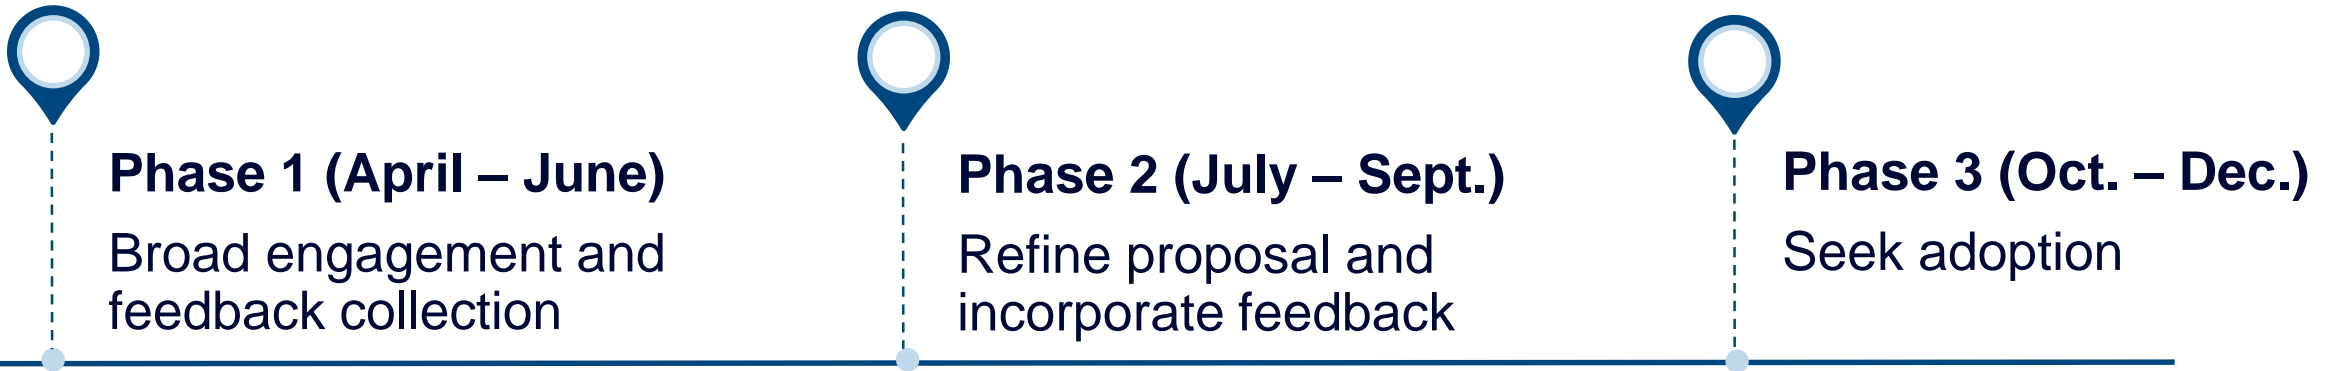 Phase 1 (April – June)
Broad engagement and
feedback collection
Phase 2 (July – Sept.)
Refine proposal and
incorporate feedback
Phase 3 (Oct. – Dec.)
Seek adoption